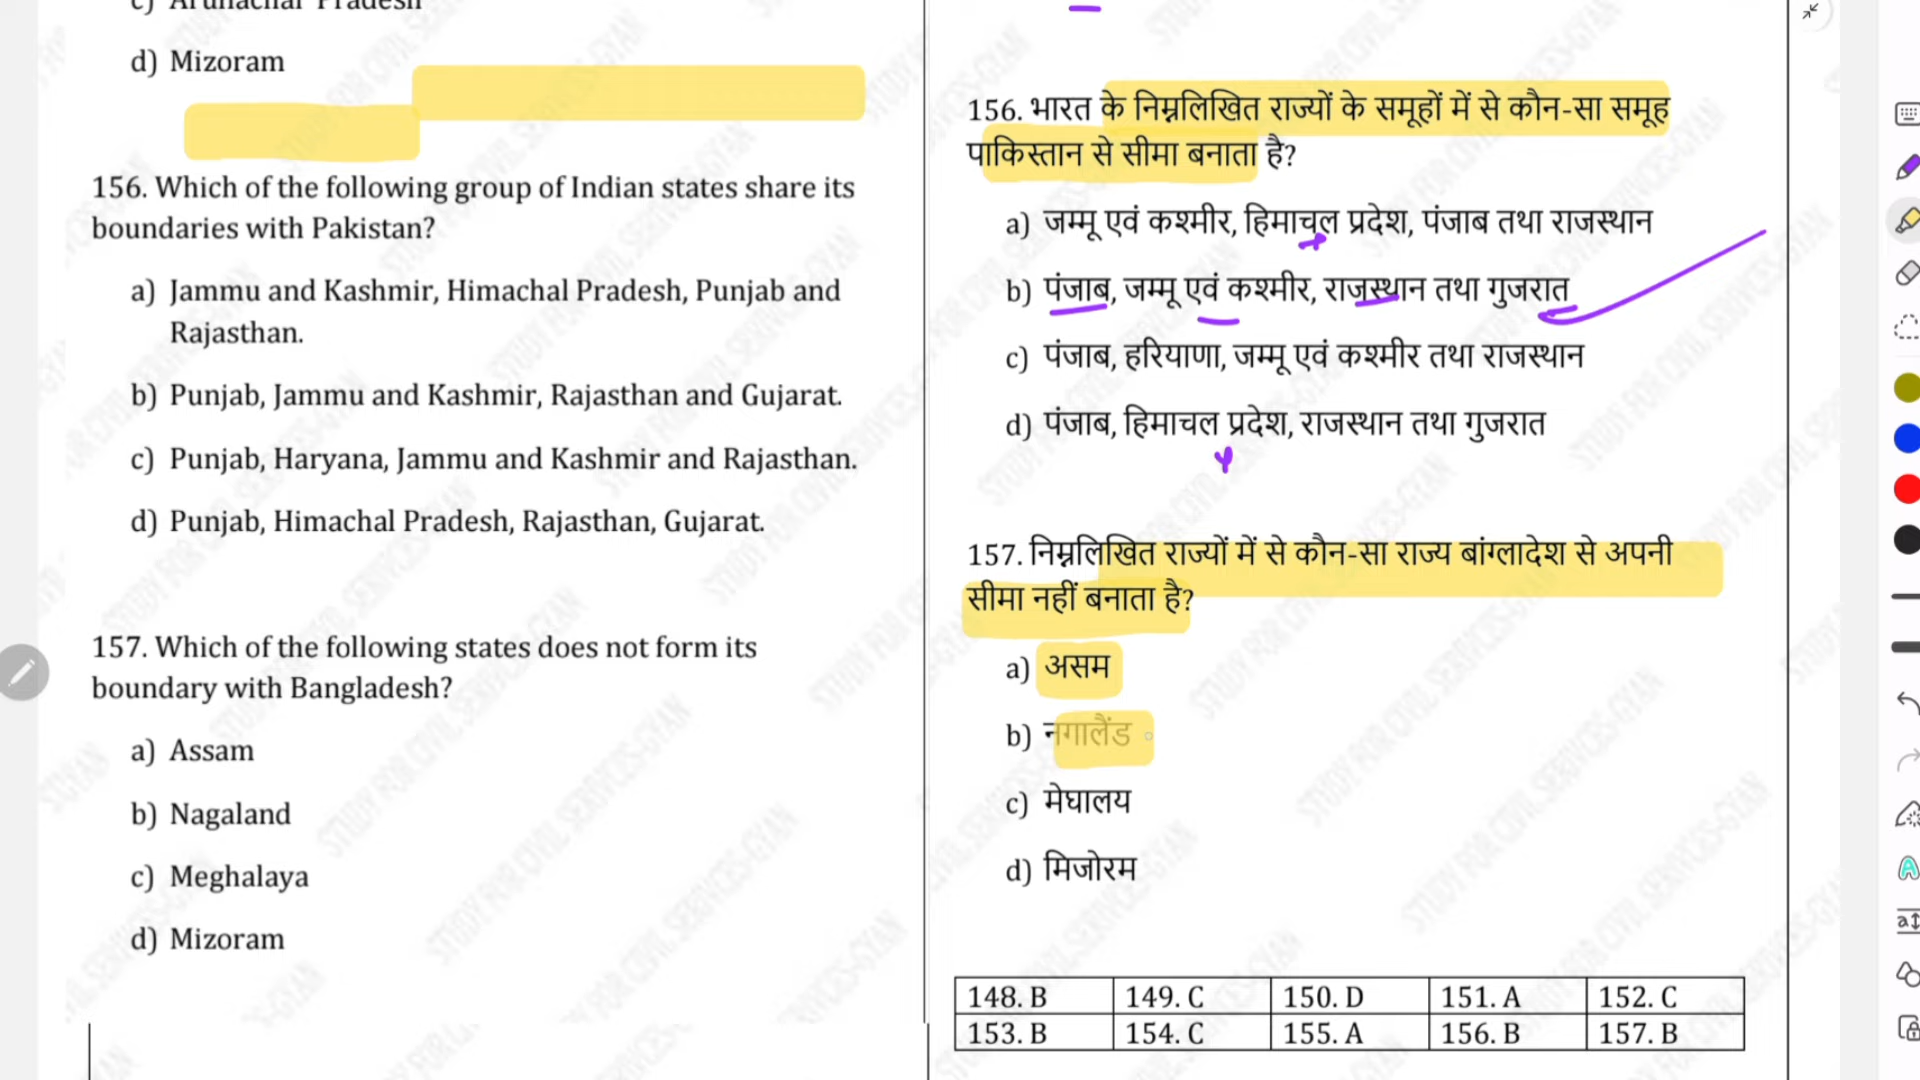 c) Arunachal Pradesh
d) Mizoram
156. Which of the following group of Indian states share its
boundaries with Pakistan?
a) Jammu and Kashmir, Himachal Pradesh, Punjab and
Rajasthan.
b) Punjab, Jammu and Kashmir, Rajasthan and Gujarat.
c) Punjab, Haryana, Jammu and Kashmir and Rajasthan.
d) Punjab, Himachal Pradesh, Rajasthan, Gujarat.
157. Which of the following states does not form its
boundary with Bangladesh?
a) Assam
b) Nagaland
c) Meghalaya
d) Mizoram
156. भारत के निम्नलिखित राज्यों के समूहों में से कौन-सा समूह
पाकिस्तान से सीमा बनाता है?
a) जम्मू एवं कश्मीर, हिमाचल प्रदेश, पंजाब तथा राजस्थान
b) पंजाब, जम्मू एवं कश्मीर, राजस्थान तथा गुजरात
c) पंजाब, हरियाणा, जम्मू एवं कश्मीर तथा राजस्थान
d) पंजाब, हिमाचल प्रदेश, राजस्थान तथा गुजरात
157. निम्नलिखित राज्यों में से कौन-सा राज्य बांग्लादेश से अपनी
सीमा नहीं बनाता है?
a) असम
b) नगालैंड
c) मेघालय
d) मिजोरम
148. B 149. C 150. D 151. A 152. C
153. B 154. C 155. A 156. B 157. B